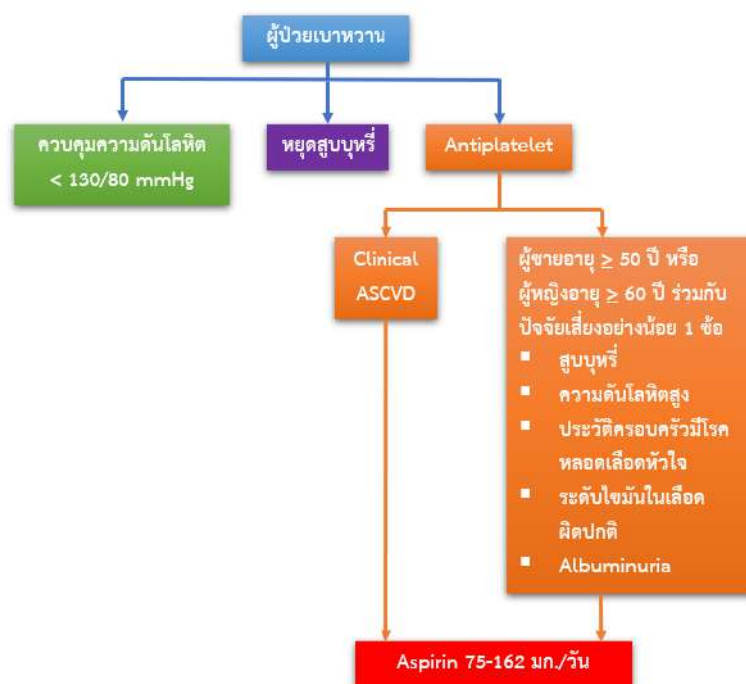 ผู้ป่วยเบาหวาน
ควบคุมความดันโลหิต
< 130/80 mmHg
หยุดสูบบุหรี่
Antiplatelet
Clinical
ASCVD
ผู้ชายอายุ ≥ 50 ปี หรือ
ผู้หญิงอายุ ≥ 60 ปี ร่วมกับ
ปัจจัยเสี่ยงอย่างน้อย 1 ข้อ
▪ สูบบุหรี่
▪ ความดันโลหิตสูง
▪ ประวัติครอบครัวมีโรค
หลอดเลือดหัวใจ
▪ ระดับไขมันในเลือด
ผิดปกติ
▪ Albuminuria
Aspirin 75-162 มก./วัน